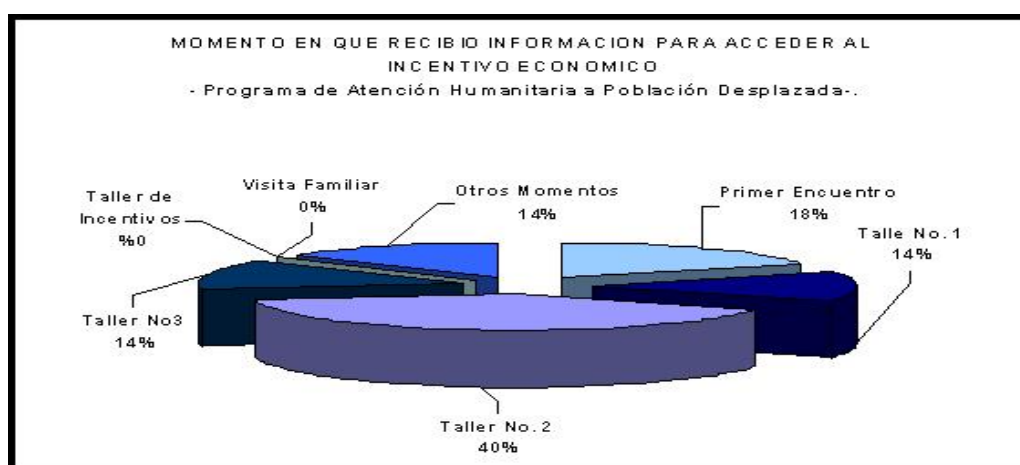 MOMENTO EN QUE RECIBIO INFORMACION PARA ACCEDER AL
INCENTIVO ECONOMICO
- Programa de Atención Humanitaria a Población Desplazada-.
Taller de
Incentivos
%0
Visita Familiar
0%
Otros Momentos
14%
Primer Encuentro
18%
Talle No.1
14%
Taller No3
14%
Taller No.2
40%